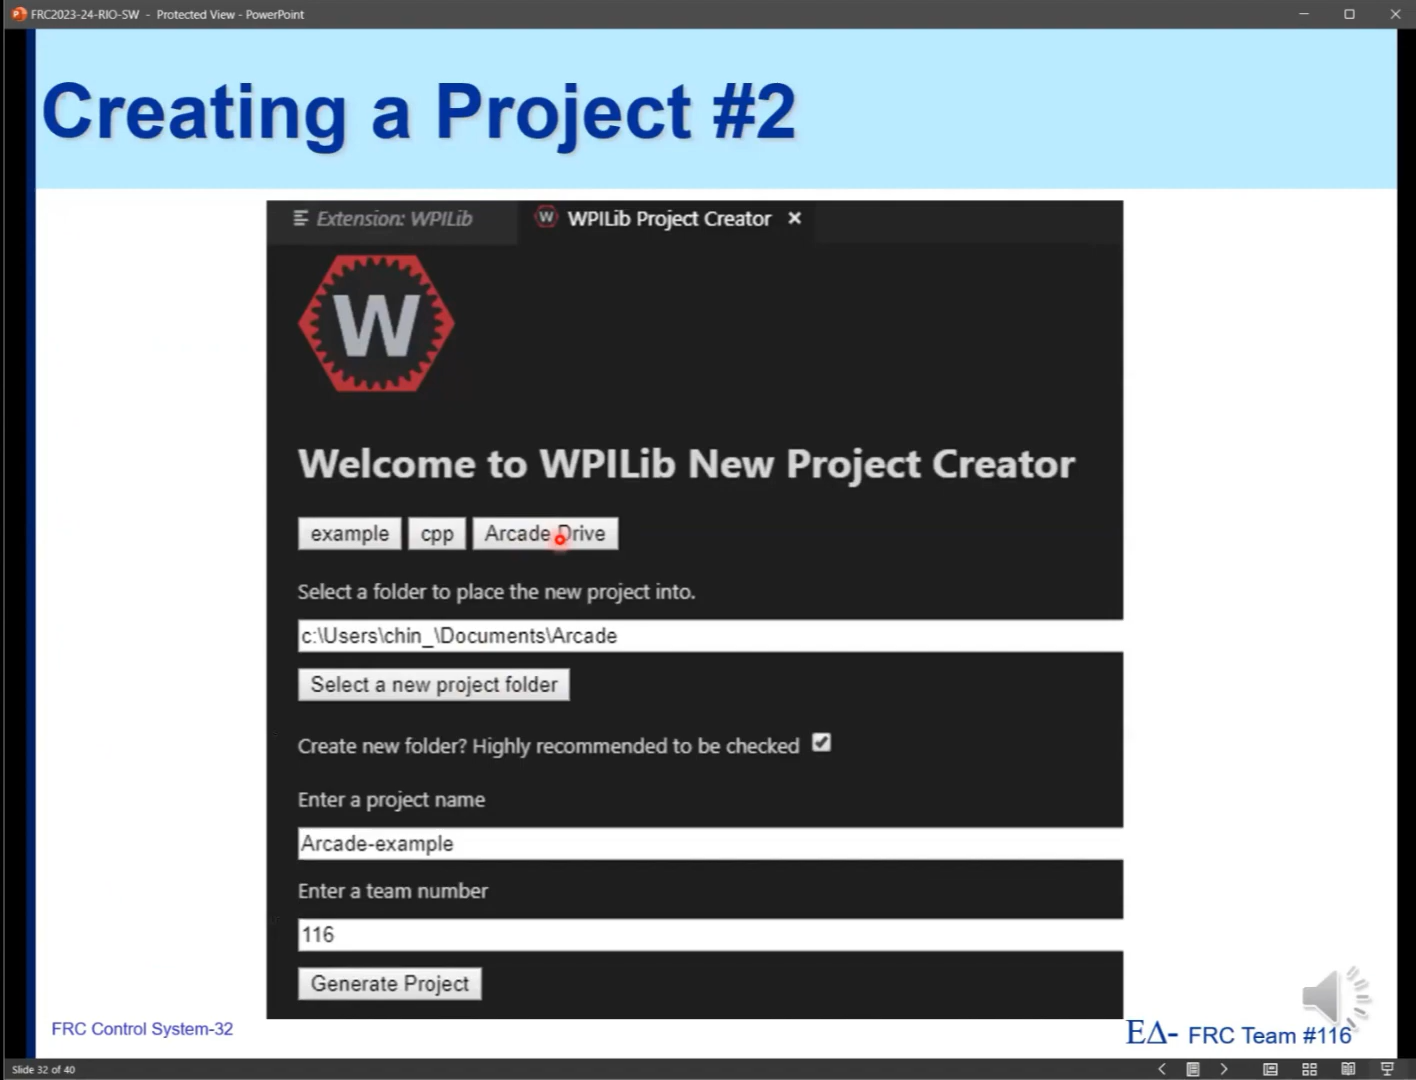 FRC2023-24-RIO-SW - Protected View - PowerPoint
Creating a Project #2
Extension: WPILib
WPILib Project Creator
W
Welcome to WPILib New Project Creator
example cpp Arcade Drive
Select a folder to place the new project into.
c:\Users\chin_\Documents\Arcade
Select a new project folder
Create new folder? Highly recommended to be checked
Enter a project name
Arcade-example
Enter a team number
116
Generate Project
FRC Control System-32
ΕΔ- FRC Team #116
Slide 32 of 40